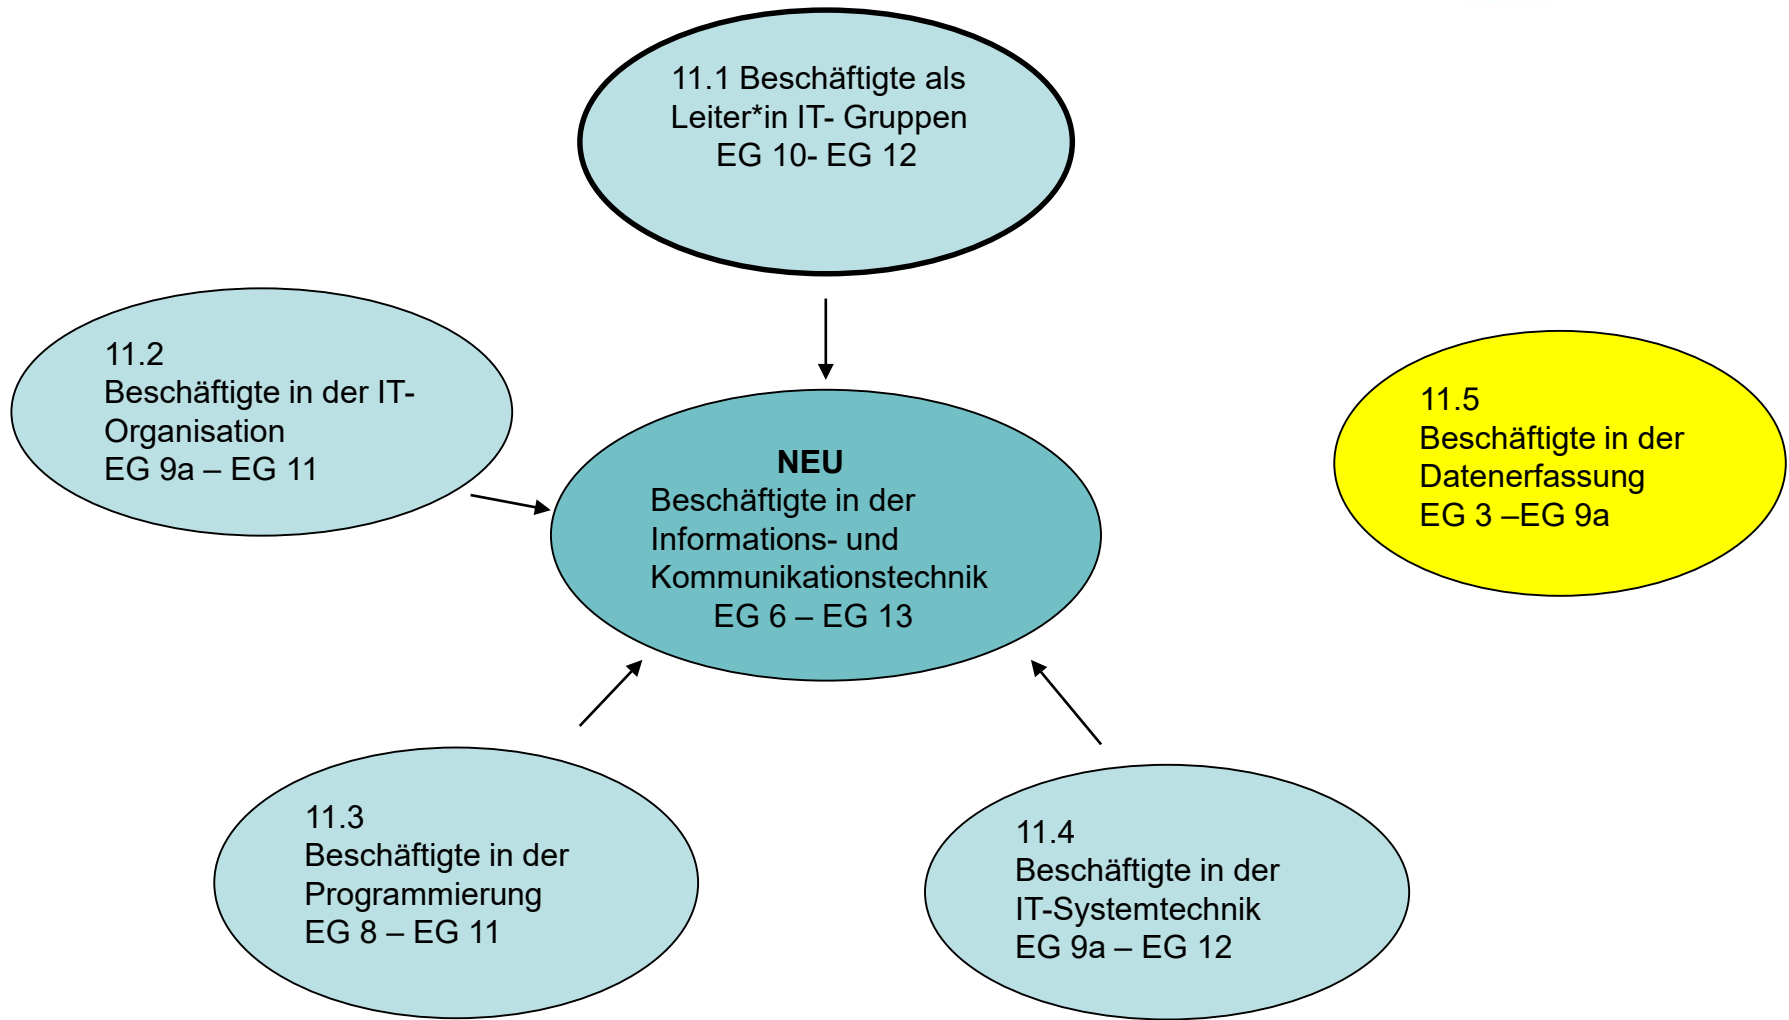 11.1 Beschäftigte als
Leiter*in IT- Gruppen
EG 10- EG 12
11.2
Beschäftigte in der IT-
Organisation
EG 9a – EG 11
NEU
Beschäftigte in der
Informations- und
Kommunikationstechnik
EG 6 – EG 13
11.5
Beschäftigte in der
Datenerfassung
EG 3 –EG 9a
11.3
Beschäftigte in der
Programmierung
EG 8 – EG 11
11.4
Beschäftigte in der
IT-Systemtechnik
EG 9a – EG 12